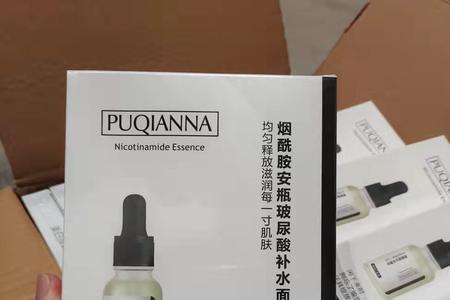 PUQIANNA
Nicotinamide Essence
烟酰胺安瓶玻尿酸补水面
均匀释放滋润每一寸肌肤
PUQIANNA